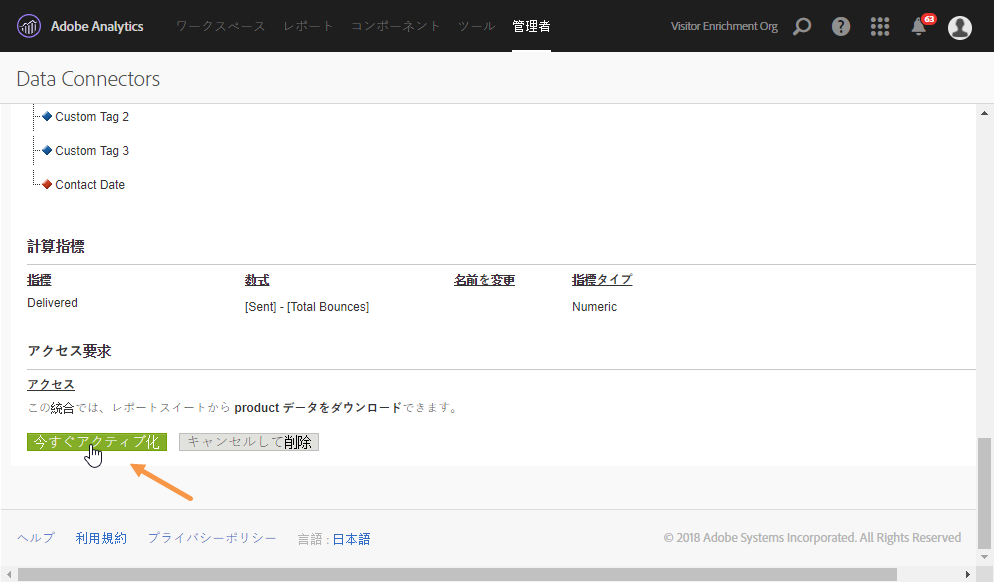 Adobe Analytics ワークスペース レポート コンポーネント ツール 管理者 Visitor Enrichment Org 63
Data Connectors
Custom Tag 2
Custom Tag 3
Contact Date
計算指標
指標 数式 名前を変更 指標タイプ
Delivered [Sent] - [Total Bounces] Numeric
アクセス要求
アクセス
この統合では、レポートスイートから product データをダウンロードできます。
今すぐアクティブ化 キャンセルして削除
ヘルプ 利用規約 プライバシーポリシー 言語 : 日本語 © 2018 Adobe Systems Incorporated. All Rights Reserved